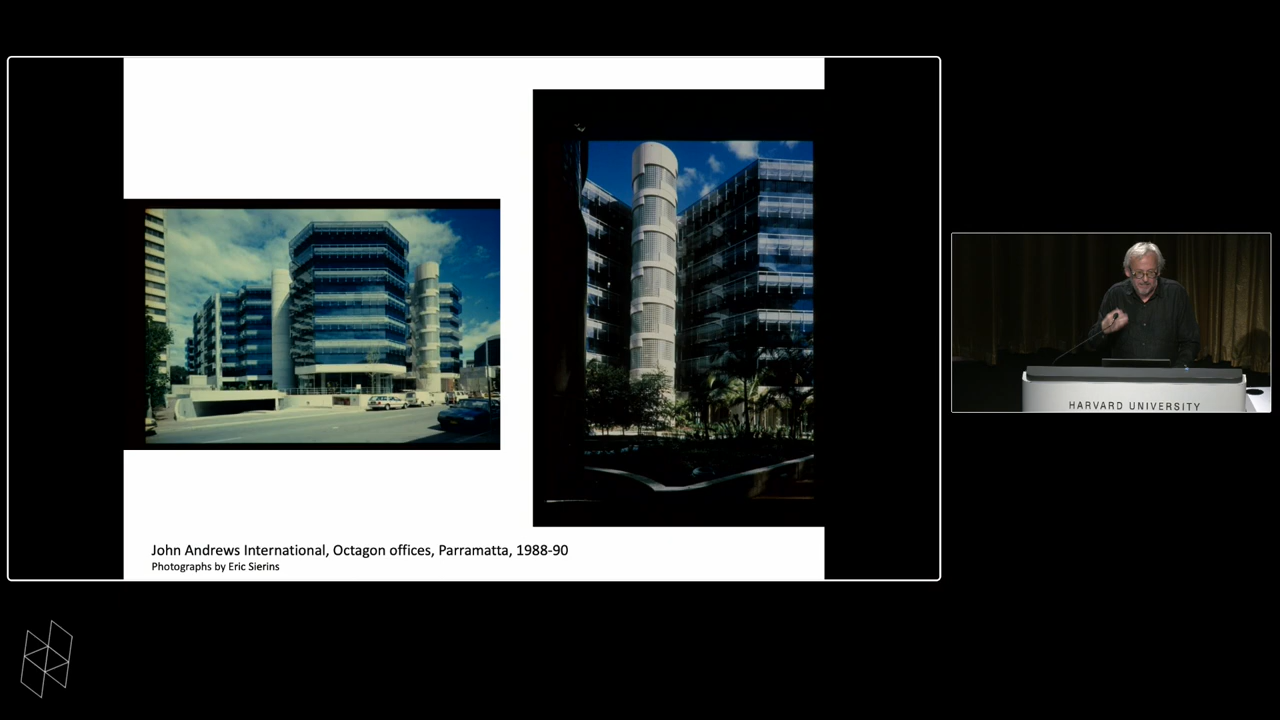 John Andrews International, Octagon offices, Parramatta, 1988-90
Photographs by Eric Sierins
HARVARD UNIVERSITY